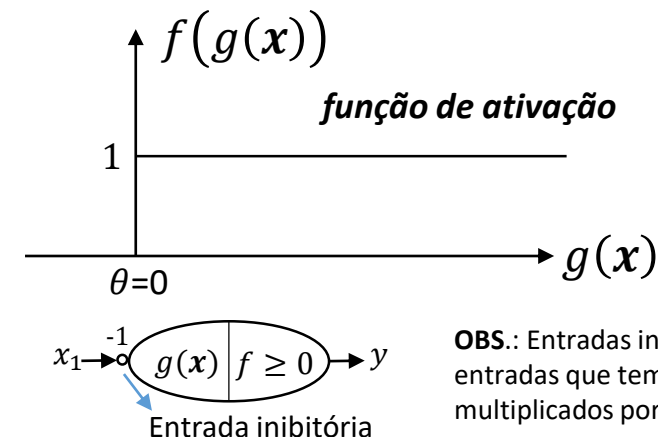 f(g(x))
função de ativação
1
g(x)
θ=0
-1
x₁ g(x) f ≥ 0 y
Entrada inibitória
OBS.: Entradas in
entradas que tem
multiplicados por